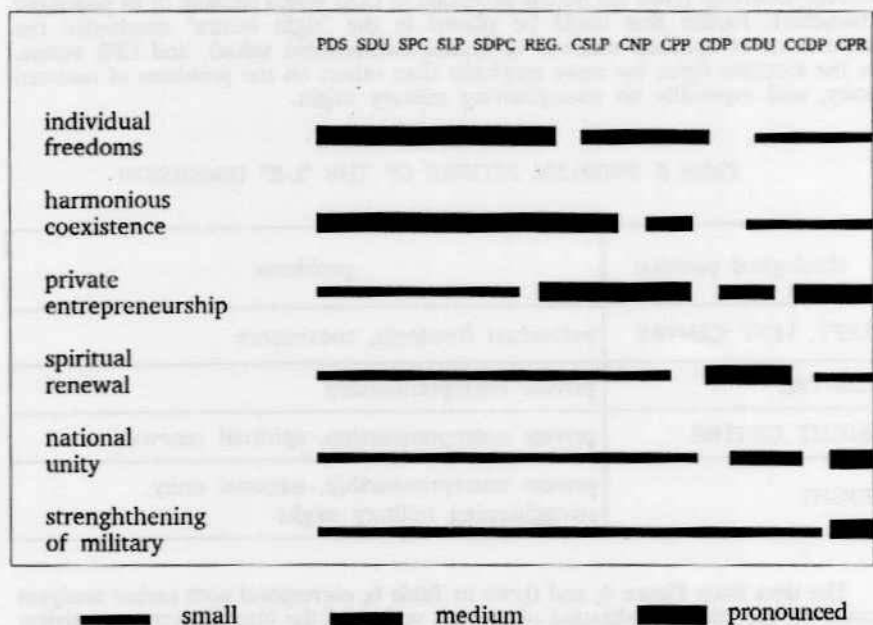 PDS SDU SPC SLP SDPC REG. CSLP CNP CPP CDP CDU CCDP CPR
individual
freedoms
harmonious
coexistence
private
entrepreneurship
spiritual
renewal
national
unity
strenghthening
of military
small medium pronounced